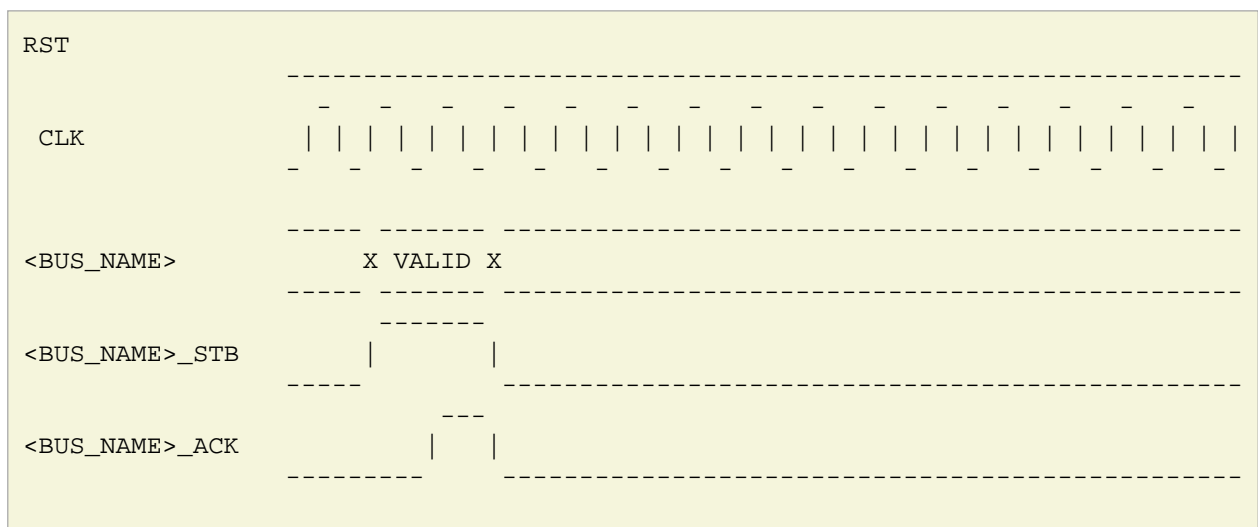 RST
--------------------------------------------------------------
-   -   -   -   -   -   -   -   -   -   -   -   -   -   -
CLK | | | | | | | | | | | | | | | | | | | | | | | | | | | | | | |
-   -   -   -   -   -   -   -   -   -   -   -   -   -   -   -
----- ------- ------------------------------------------------
<BUS_NAME> X VALID X
----- ------- ------------------------------------------------
-------
<BUS_NAME>_STB | |
----- ------------------------------------------------
---
<BUS_NAME>_ACK | |
--------- ------------------------------------------------